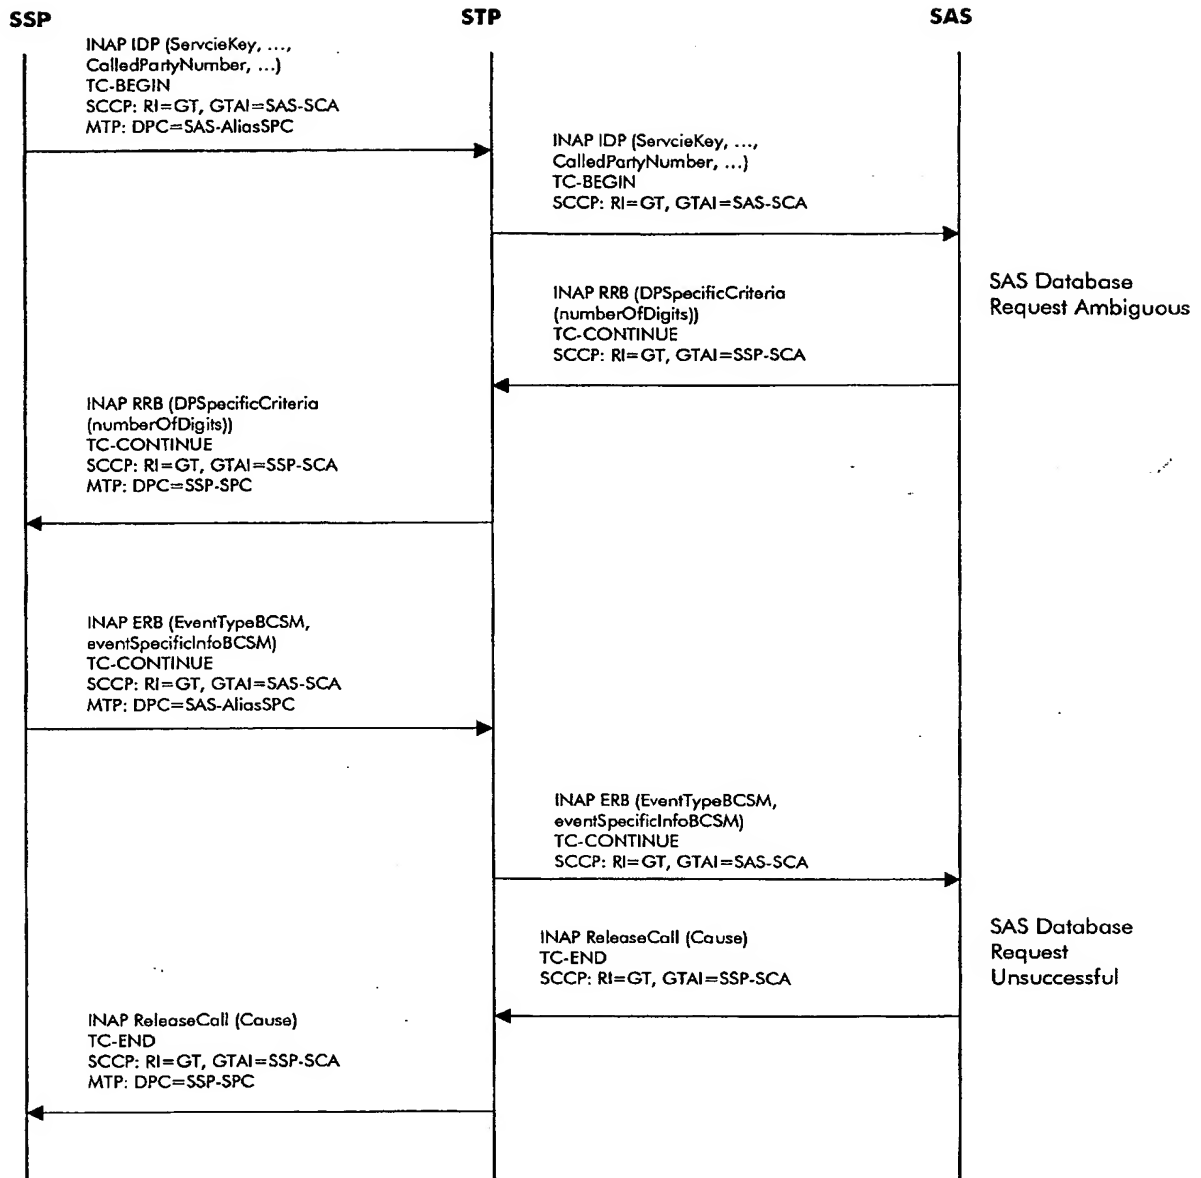 SSP STP SAS
INAP IDP (ServcieKey, ...,
CalledPartyNumber, ...)
TC-BEGIN
SCCP: RI=GT, GTAI=SAS-SCA
MTP: DPC=SAS-AliasSPC
INAP IDP (ServcieKey, ...,
CalledPartyNumber, ...)
TC-BEGIN
SCCP: RI=GT, GTAI=SAS-SCA
SAS Database
Request Ambiguous
INAP RRB (DPSpecificCriteria
(numberOfDigits))
TC-CONTINUE
SCCP: RI=GT, GTAI=SSP-SCA
INAP RRB (DPSpecificCriteria
(numberOfDigits))
TC-CONTINUE
SCCP: RI=GT, GTAI=SSP-SCA
MTP: DPC=SSP-SPC
INAP ERB (EventTypeBCSM,
eventSpecificInfoBCSM)
TC-CONTINUE
SCCP: RI=GT, GTAI=SAS-SCA
MTP: DPC=SAS-AliasSPC
INAP ERB (EventTypeBCSM,
eventSpecificInfoBCSM)
TC-CONTINUE
SCCP: RI=GT, GTAI=SAS-SCA
SAS Database
Request
Unsuccessful
INAP ReleaseCall (Cause)
TC-END
SCCP: RI=GT, GTAI=SSP-SCA
INAP ReleaseCall (Cause)
TC-END
SCCP: RI=GT, GTAI=SSP-SCA
MTP: DPC=SSP-SPC